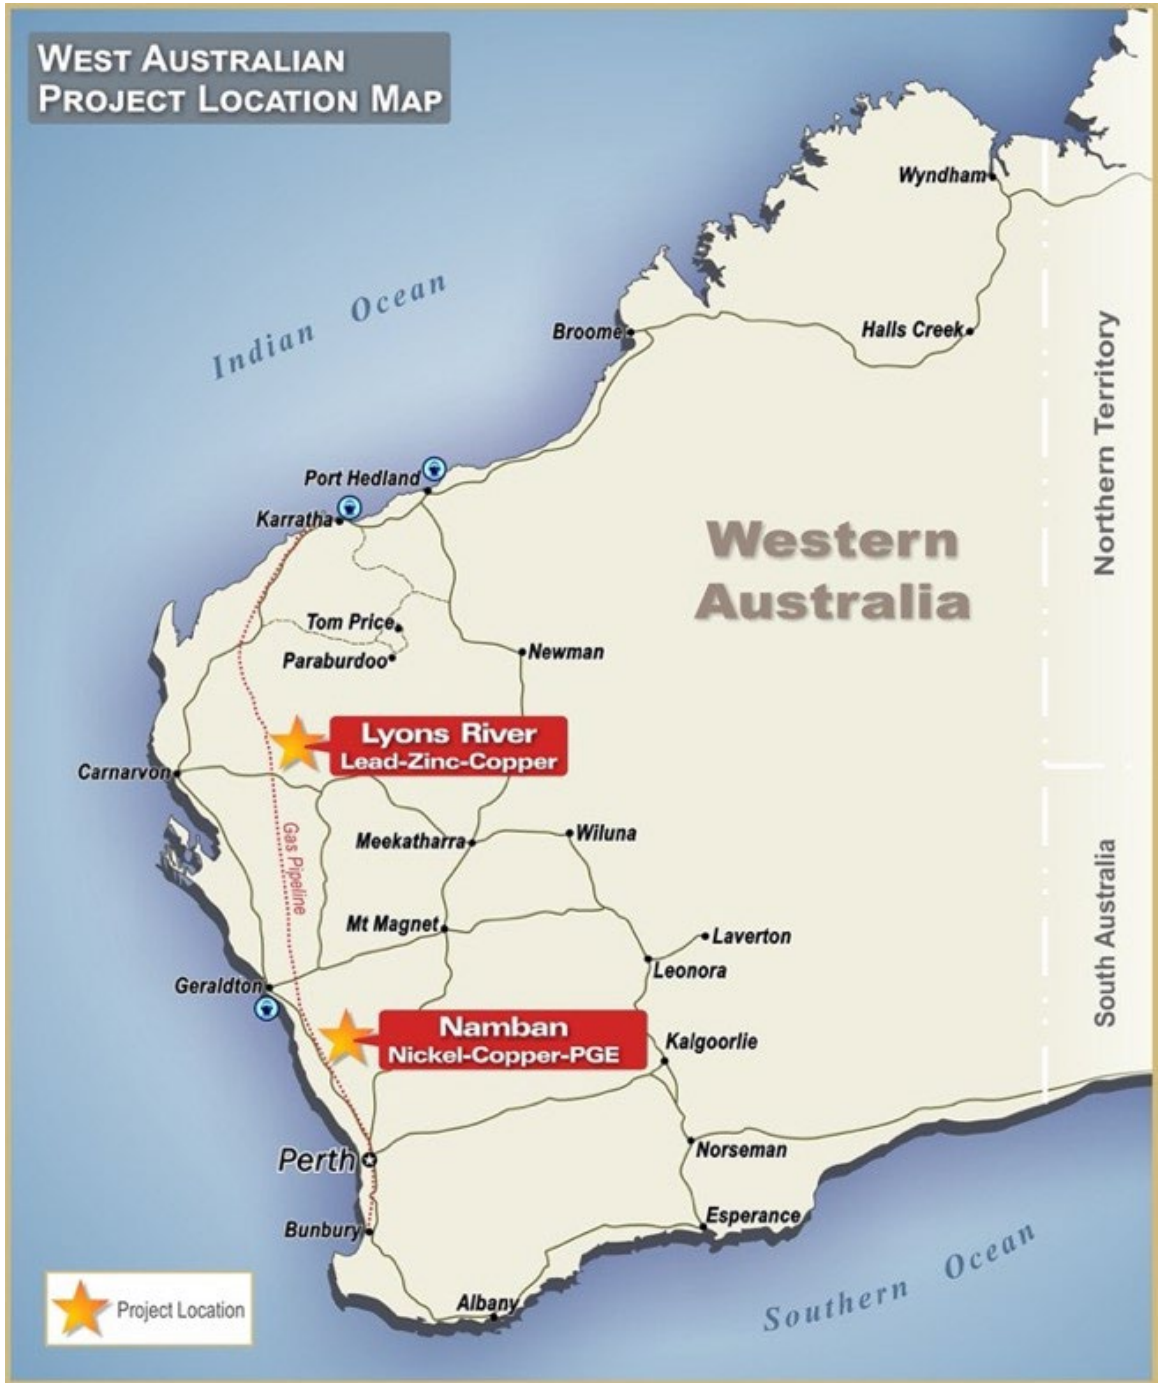 WEST AUSTRALIAN
PROJECT LOCATION MAP
Wyndham
Indian Ocean
Broome
Halls Creek
Northern Territory
Port Hedland
Karratha
Western
Australia
Tom Price
Newman
Paraburdoo
Lyons River
Lead-Zinc-Copper
Carnarvon
Gas Pipeline
Meekatharra
Wiluna
South Australia
Mt Magnet
Laverton
Leonora
Geraldton
Namban
Nickel-Copper-PGE
Kalgoorlie
Perth
Norseman
Bunbury
Esperance
Southern Ocean
Albany
Project Location